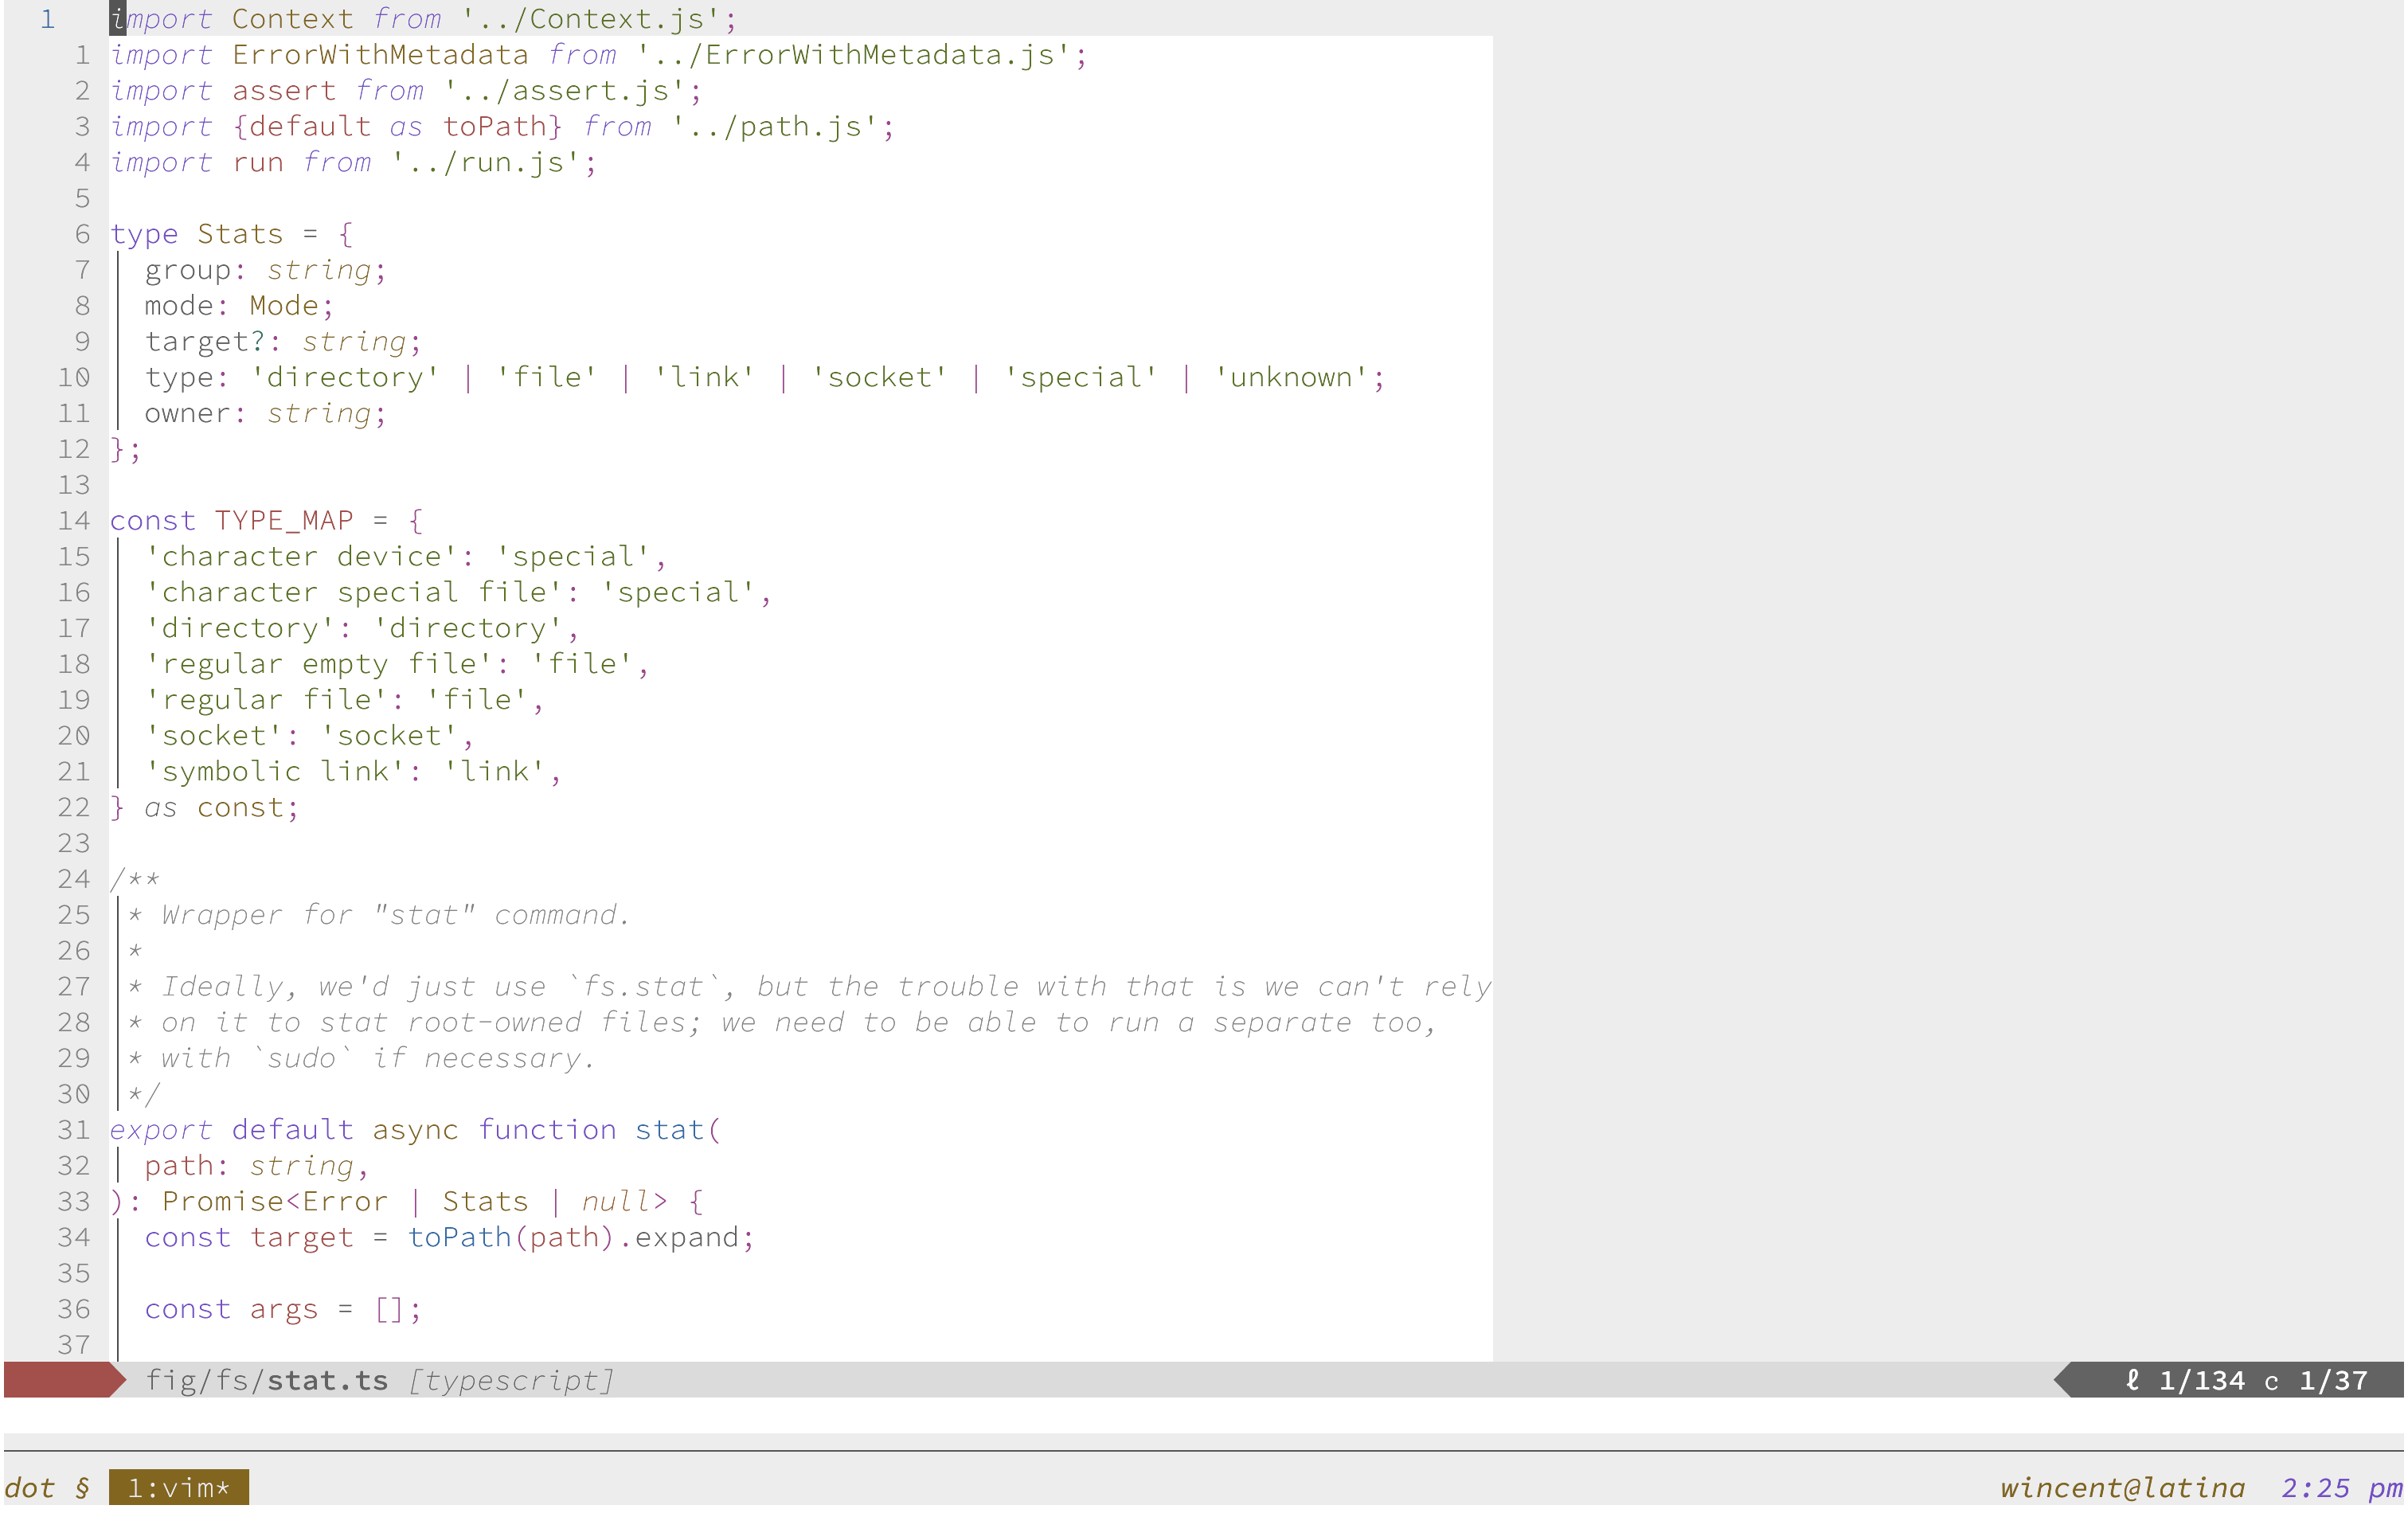 1 import Context from '../Context.js';
1 import ErrorWithMetadata from '../ErrorWithMetadata.js';
2 import assert from '../assert.js';
3 import {default as toPath} from '../path.js';
4 import run from '../run.js';
5
6 type Stats = {
7 group: string;
8 mode: Mode;
9 target?: string;
10 type: 'directory' | 'file' | 'link' | 'socket' | 'special' | 'unknown';
11 owner: string;
12 };
13
14 const TYPE_MAP = {
15 'character device': 'special',
16 'character special file': 'special',
17 'directory': 'directory',
18 'regular empty file': 'file',
19 'regular file': 'file',
20 'socket': 'socket',
21 'symbolic link': 'link',
22 } as const;
23
24 /**
25 * Wrapper for "stat" command.
26 *
27 * Ideally, we'd just use `fs.stat`, but the trouble with that is we can't rely
28 * on it to stat root-owned files; we need to be able to run a separate too,
29 * with `sudo` if necessary.
30 */
31 export default async function stat(
32 path: string,
33 ): Promise<Error | Stats | null> {
34 const target = toPath(path).expand;
35
36 const args = [];
37
fig/fs/stat.ts [typescript] ℓ 1/134 c 1/37
dot § 1:vim* wincent@latina 2:25 pm